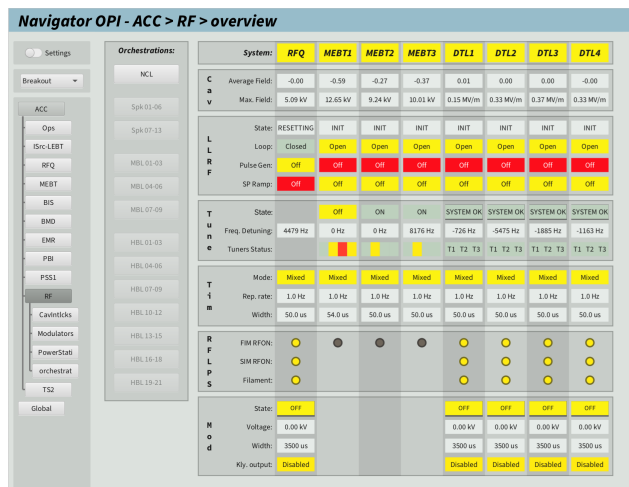 Navigator OPI - ACC > RF > overview
Settings
Breakout
ACC
Ops
ISrc-LEBT
RFQ
MEBT
BIS
BMD
EMR
PBI
PSS1
RF
CavIntlcks
Modulators
PowerStati
orchestrat
TS2
Global
Orchestrations:
NCL
Spk 01-06
Spk 07-13
MBL 01-03
MBL 04-06
MBL 07-09
HBL 01-03
HBL 04-06
HBL 07-09
HBL 10-12
HBL 13-15
HBL 16-18
HBL 19-21
System: RFQ MEBT1 MEBT2 MEBT3 DTL1 DTL2 DTL3 DTL4
Cav
Average Field: -0.00 -0.59 -0.27 -0.37 0.01 0.00 0.00 -0.00
Max. Field: 5.09 kV 12.65 kV 9.24 kV 10.01 kV 0.15 MV/m 0.33 MV/m 0.37 MV/m 0.33 MV/m
LLRF
State: RESETTING INIT INIT INIT INIT INIT INIT INIT
Loop: Closed Open Open Open Open Open Open Open
Pulse Gen: Off Off Off Off Off Off Off Off
SP Ramp: Off Off Off Off Off Off Off Off
Tune
State: Off ON ON SYSTEM OK SYSTEM OK SYSTEM OK SYSTEM OK
Freq. Detuning: 4479 Hz 0 Hz 0 Hz 8176 Hz -726 Hz -5475 Hz -1885 Hz -1163 Hz
Tuners Status: T1 T2 T3 T1 T2 T3 T1 T2 T3 T1 T2 T3
Tim
Mode: Mixed Mixed Mixed Mixed Mixed Mixed Mixed Mixed
Rep. rate: 1.0 Hz 1.0 Hz 1.0 Hz 1.0 Hz 1.0 Hz 1.0 Hz 1.0 Hz 1.0 Hz
Width: 50.0 us 54.0 us 50.0 us 50.0 us 50.0 us 50.0 us 50.0 us 50.0 us
RFLPS
FIM RFON:
SIM RFON:
Filament:
Mod
State: OFF OFF OFF OFF OFF
Voltage: 0.00 kV 0.00 kV 0.00 kV 0.00 kV 0.00 kV
Width: 3500 us 3500 us 3500 us 3500 us 3500 us
Kly. output: Disabled Disabled Disabled Disabled Disabled